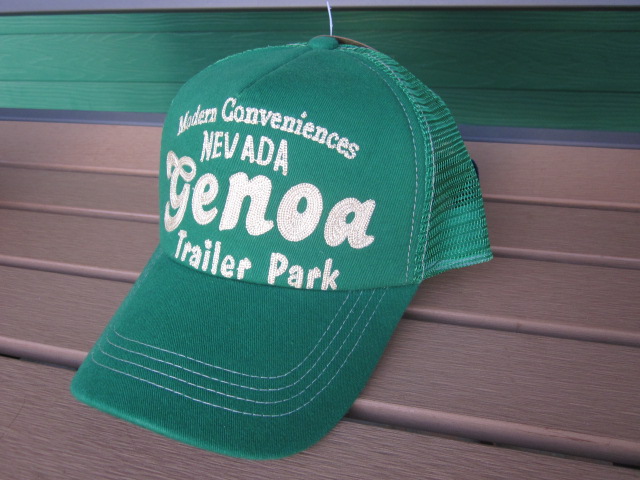 Modern Conveniences
NEVADA
Genoa
Trailer Park